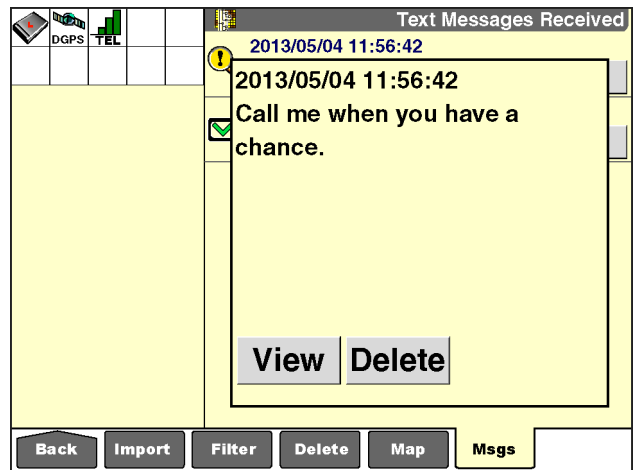 DGPS
TEL
Text Messages Received
2013/05/04 11:56:42
2013/05/04 11:56:42
Call me when you have a
chance.
View Delete
Back Import Filter Delete Map Msgs